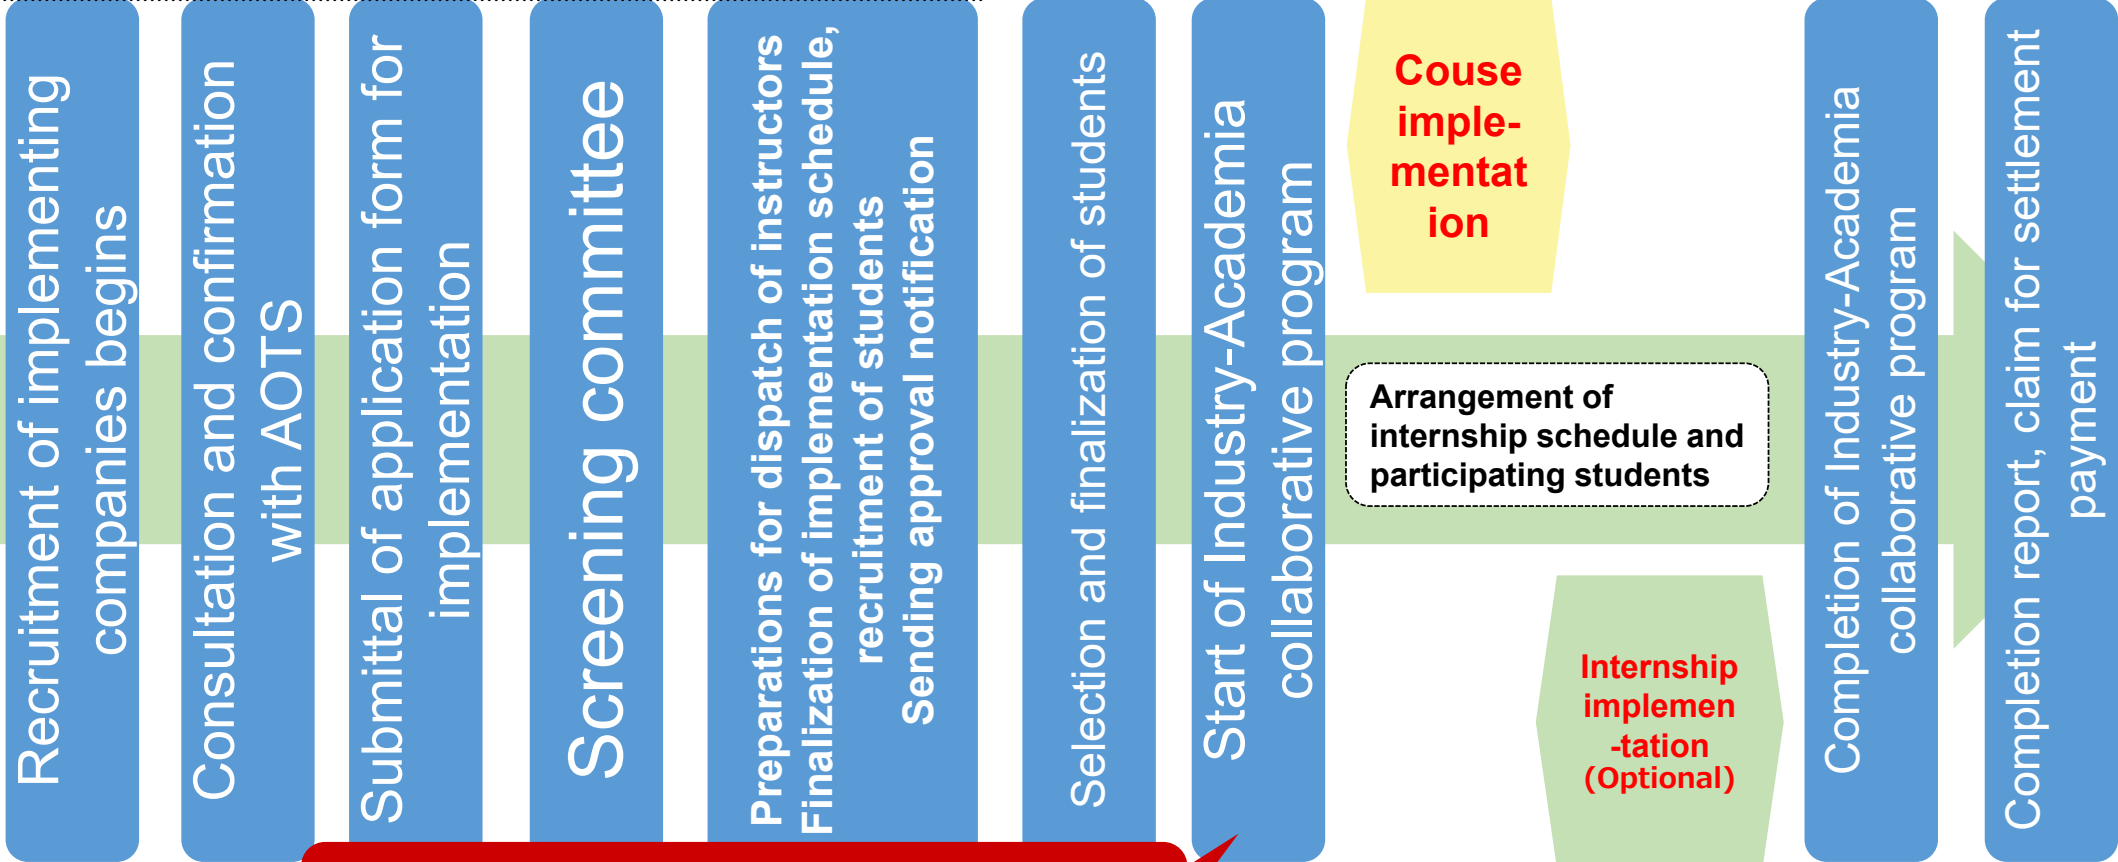 Recruitment of implementing
companies begins
Consultation and confirmation
with AOTS
Submittal of application form for
implementation
Screening committee
Preparations for dispatch of instructors
Finalization of implementation schedule,
recruitment of students
Sending approval notification
Selection and finalization of students
Start of Industry-Academia
collaborative program
Couse
imple-
mentat
ion
Arrangement of
internship schedule and
participating students
Internship
implemen
-tation
(Optional)
Completion of Industry-Academia
collaborative program
Completion report, claim for settlement
payment